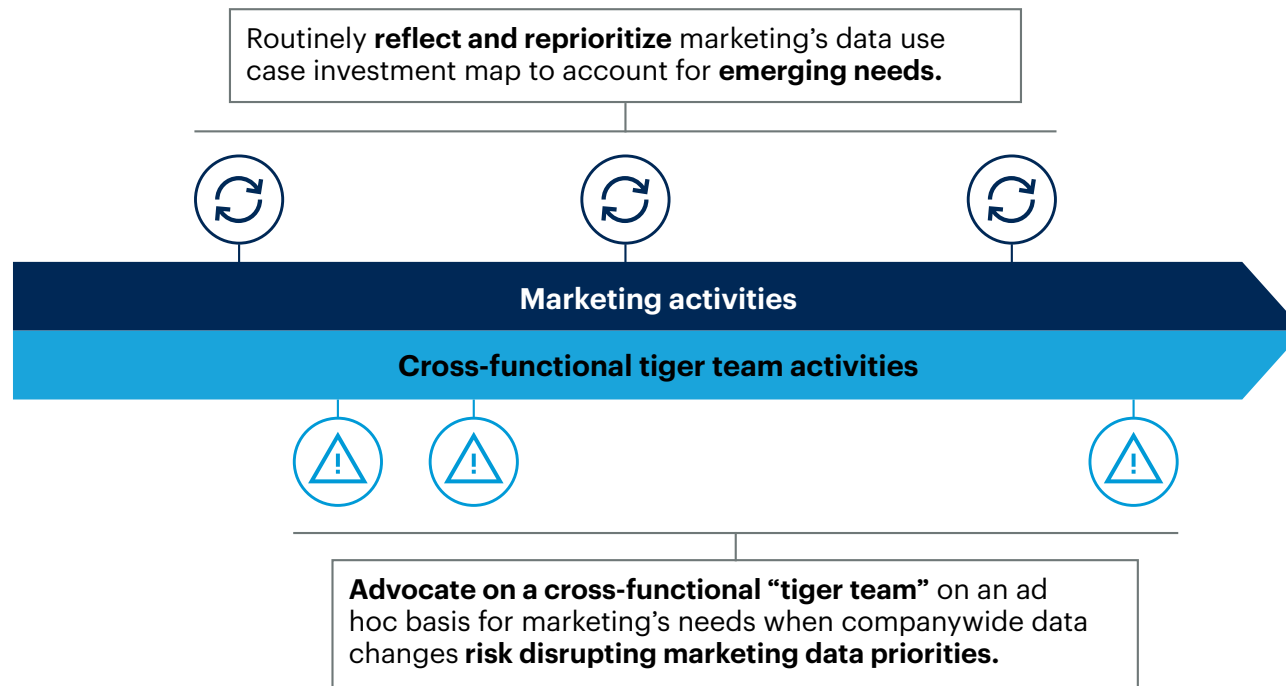 Routinely reflect and reprioritize marketing’s data use
case investment map to account for emerging needs.
Marketing activities
Cross-functional tiger team activities
Advocate on a cross-functional “tiger team” on an ad
hoc basis for marketing’s needs when companywide data
changes risk disrupting marketing data priorities.